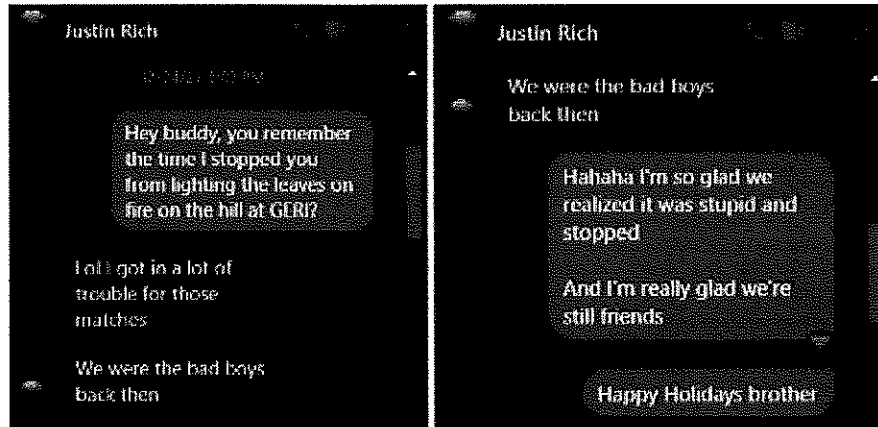 Justin Rich
Hey buddy, you remember
the time I stopped you
from lighting the leaves on
fire on the hill at GERI?
Lol I got in a lot of
trouble for those
matches
We were the bad boys
back then
Justin Rich
We were the bad boys
back then
Hahaha I'm so glad we
realized it was stupid and
stopped
And I'm really glad we're
still friends
Happy Holidays brother